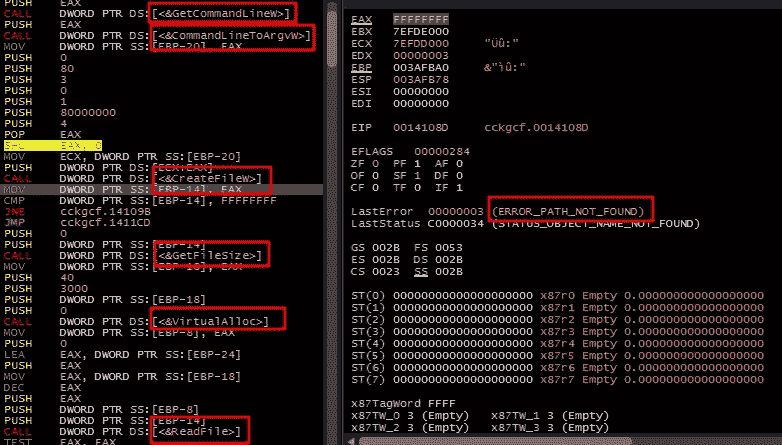 PUSH EAX
CALL DWORD PTR DS:[<&GetCommandLineW>]
PUSH EAX
CALL DWORD PTR DS:[<&CommandLineToArgvW>]
MOV DWORD PTR SS:[EBP-20], EAX
PUSH 0
PUSH 80
PUSH 3
PUSH 0
PUSH 1
PUSH 80000000
PUSH 4
POP EAX
EAX, 0
MOV ECX, DWORD PTR SS:[EBP-20]
PUSH DWORD PTR DS:[ECX+EAX]
CALL DWORD PTR DS:[<&CreateFileW>]
MOV DWORD PTR SS:[EBP-14], EAX
CMP DWORD PTR SS:[EBP-14], FFFFFFFF
JNE cckgcf.14109B
JMP cckgcf.1411CD
PUSH 0
PUSH DWORD PTR SS:[EBP-14]
CALL DWORD PTR DS:[<&GetFileSize>]
MOV DWORD PTR SS:[EBP-18], EAX
PUSH 40
PUSH 3000
PUSH DWORD PTR SS:[EBP-18]
PUSH 0
CALL DWORD PTR DS:[<&VirtualAlloc>]
MOV DWORD PTR SS:[EBP-8], EAX
PUSH 0
LEA EAX, DWORD PTR SS:[EBP-24]
PUSH EAX
MOV EAX, DWORD PTR SS:[EBP-18]
DEC EAX
PUSH EAX
PUSH DWORD PTR SS:[EBP-8]
PUSH DWORD PTR SS:[EBP-14]
CALL DWORD PTR DS:[<&ReadFile>]
TEST EAX, EAX
EAX FFFFFFFF
EBX 7EFDE000
ECX 7EFDD000 "Üû:"
EDX 00000003
EBP 003AFBA0 &"ìû:"
ESP 003AFB78
ESI 00000000
EDI 00000000
EIP 0014108D cckgcf.0014108D
EFLAGS 00000284
ZF 0 PF 1 AF 0
OF 0 SF 1 DF 0
CF 0 TF 0 IF 1
LastError 00000003 (ERROR_PATH_NOT_FOUND)
LastStatus C0000034 (STATUS_OBJECT_NAME_NOT_FOUND)
GS 002B FS 0053
ES 002B DS 002B
CS 0023 SS 002B
ST(0) 00000000000000000000 x87r0 Empty 0.000000000000000000
ST(1) 00000000000000000000 x87r1 Empty 0.000000000000000000
ST(2) 00000000000000000000 x87r2 Empty 0.000000000000000000
ST(3) 00000000000000000000 x87r3 Empty 0.000000000000000000
ST(4) 00000000000000000000 x87r4 Empty 0.000000000000000000
ST(5) 00000000000000000000 x87r5 Empty 0.000000000000000000
ST(6) 00000000000000000000 x87r6 Empty 0.000000000000000000
ST(7) 00000000000000000000 x87r7 Empty 0.000000000000000000
x87TagWord FFFF
x87TW_0 3 (Empty) x87TW_1 3 (Empty)
x87TW_2 3 (Empty) x87TW_3 3 (Empty)